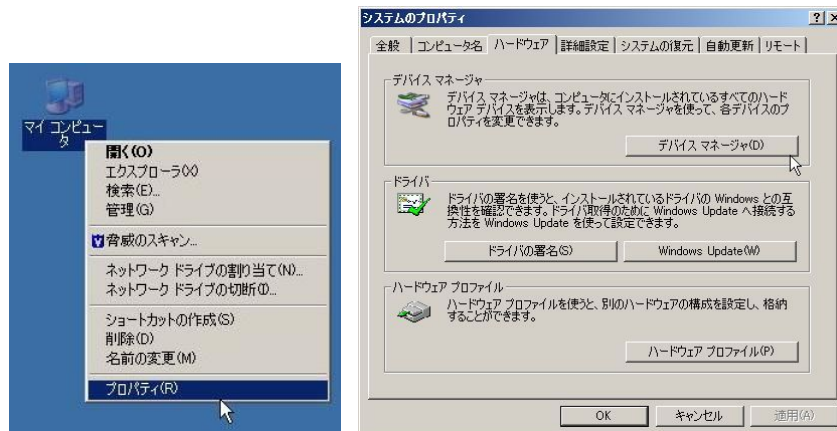 マイ コンピュー
タ
開く(O)
エクスプローラ(X)
検索(E)...
管理(G)
脅威のスキャン...
ネットワーク ドライブの割り当て(N)...
ネットワーク ドライブの切断(I)...
ショートカットの作成(S)
削除(D)
名前の変更(M)
プロパティ(R)
システムのプロパティ
全般
コンピュータ名
ハードウェア
詳細設定
システムの復元
自動更新
リモート
デバイス マネージャ
デバイス マネージャは、コンピュータにインストールされているすべてのハード
ウェア デバイスを表示します。デバイス マネージャを使って、各デバイスのプ
ロパティを変更できます。
デバイス マネージャ(D)
ドライバ
ドライバの署名を使うと、インストールされているドライバの Windows との互
換性を確認できます。ドライバ取得のために Windows Update へ接続する
方法を Windows Update を使って設定できます。
ドライバの署名(S)
Windows Update(W)
ハードウェア プロファイル
ハードウェア プロファイルを使うと、別のハードウェアの構成を設定し、格納
することができます。
ハードウェア プロファイル(P)
OK
キャンセル
適用(A)